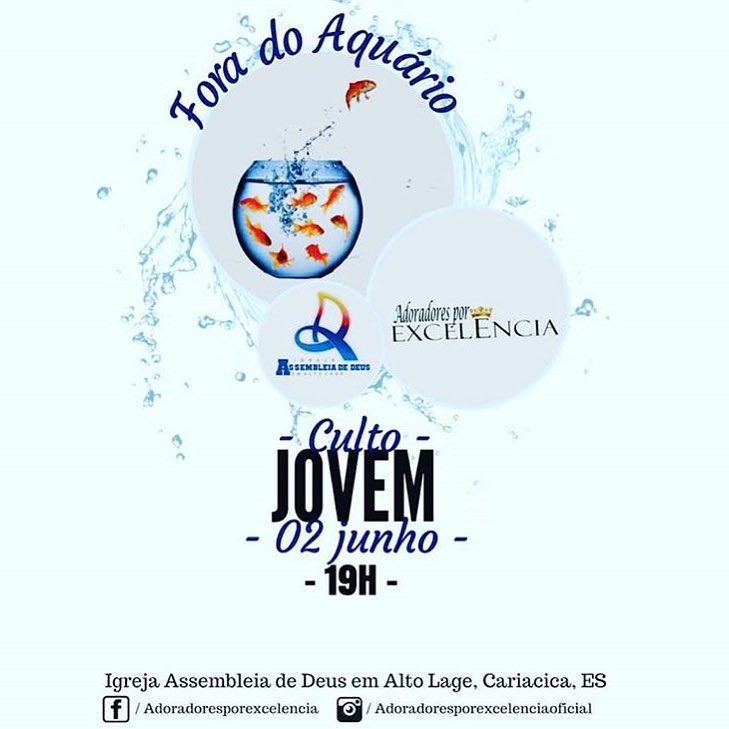 Fora do Aquário
Adoradores por
EXCELENCIA
IGREJA
ASSEMBLEIA DE DEUS
EM ALTO LAGE
- Culto -
JOVEM
- 02 junho -
- 19H -
Igreja Assembleia de Deus em Alto Lage, Cariacica, ES
/ Adoradoresporexcelencia / Adoradoresporexcelenciaoficial